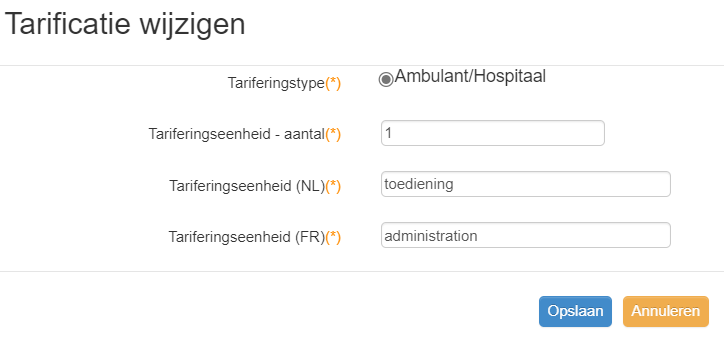 Tarificatie wijzigen
Tariferingstype(*) Ambulant/Hospitaal
Tariferingseenheid - aantal(*) 1
Tariferingseenheid (NL)(*) toediening
Tariferingseenheid (FR)(*) administration
Opslaan Annuleren